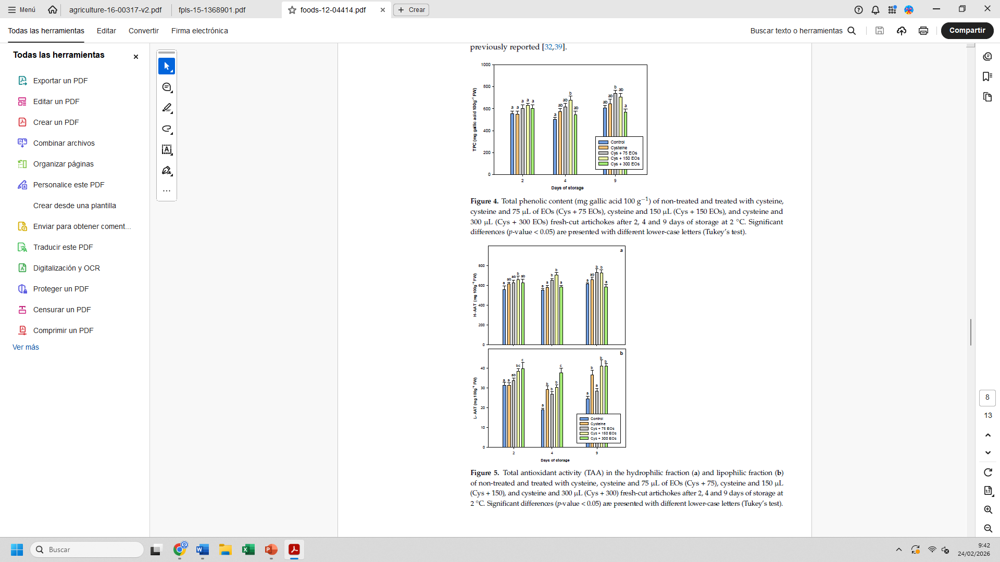 Menú
agriculture-16-00317-v2.pdf
fpls-15-1368901.pdf
foods-12-04414.pdf
Crear
Todas las herramientas
Editar
Convertir
Firma electrónica
Buscar texto o herramientas
Compartir
Todas las herramientas
Exportar un PDF
Editar un PDF
Crear un PDF
Combinar archivos
Organizar páginas
Personalice este PDF
Crear desde una plantilla
Enviar para obtener coment...
Traducir este PDF
Digitalización y OCR
Proteger un PDF
Censurar un PDF
Comprimir un PDF
Ver más
previously reported [32,39].
TPC (mg gallic acid 100g⁻¹ FW)
1000
800
600
400
200
0
a a a a a
a ab ab b ab
ab ab b ab a
Control
Cysteine
Cys + 75 EOs
Cys + 150 EOs
Cys + 300 EOs
2 4 9
Days of storage
Figure 4. Total phenolic content (mg gallic acid 100 g⁻¹) of non-treated and treated with cysteine,
cysteine and 75 µL of EOs (Cys + 75 EOs), cysteine and 150 µL (Cys + 150 EOs), and cysteine and
300 µL (Cys + 300 EOs) fresh-cut artichokes after 2, 4 and 9 days of storage at 2 °C. Significant
differences (p-value < 0.05) are presented with different lower-case letters (Tukey's test).
a
H-AAT (mg 100g⁻¹ FW)
800
600
400
200
0
a ab ab b ab
a a b b a
a ab b b a
b
L-AAT (mg 100g⁻¹ FW)
40
30
20
10
0
a a ab bc c
a b b b c
a b a b b
Control
Cysteine
Cys + 75 EOs
Cys + 150 EOs
Cys + 300 EOs
2 4 9
Days of storage
Figure 5. Total antioxidant activity (TAA) in the hydrophilic fraction (a) and lipophilic fraction (b)
of non-treated and treated with cysteine, cysteine and 75 µL of EOs (Cys + 75), cysteine and 150 µL
(Cys + 150), and cysteine and 300 µL (Cys + 300) fresh-cut artichokes after 2, 4 and 9 days of storage at
2 °C. Significant differences (p-value < 0.05) are presented with different lower-case letters (Tukey's test).
8
13
Buscar
9:42
24/02/2026